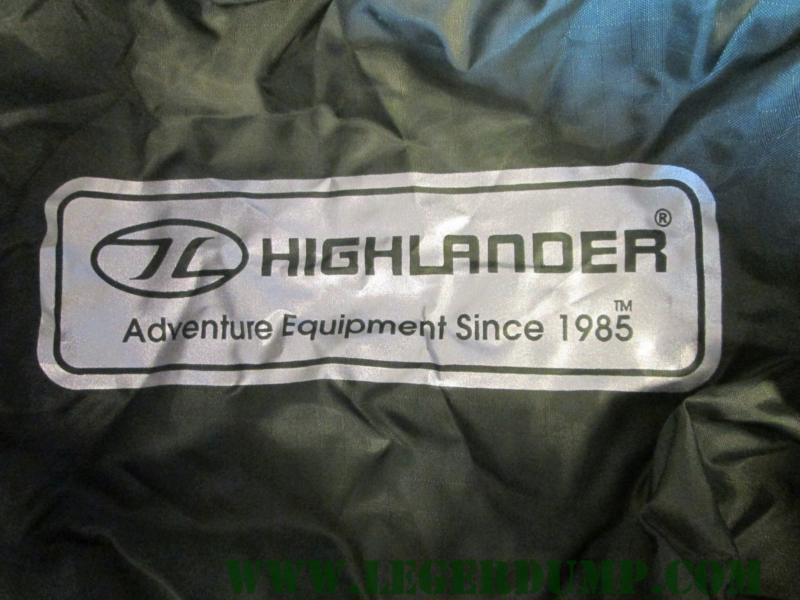 HIGHLANDER®
Adventure Equipment Since 1985™
WWW.LEGERDUMP.COM